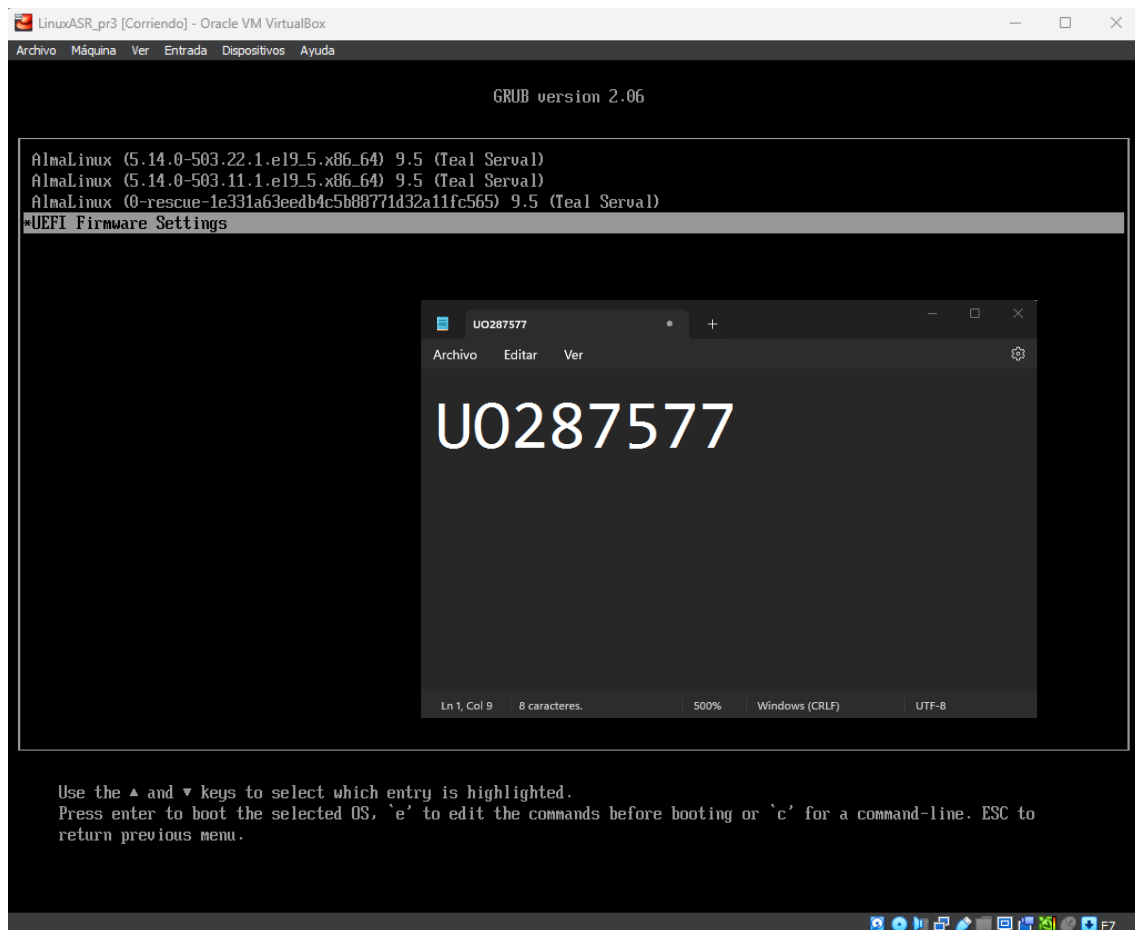 LinuxASR_pr3 [Corriendo] - Oracle VM VirtualBox
Archivo Máquina Ver Entrada Dispositivos Ayuda
GRUB version 2.06
AlmaLinux (5.14.0-503.22.1.el9_5.x86_64) 9.5 (Teal Serval)
AlmaLinux (5.14.0-503.11.1.el9_5.x86_64) 9.5 (Teal Serval)
AlmaLinux (0-rescue-1e331a63eedb4c5b88771d32a11fc565) 9.5 (Teal Serval)
*UEFI Firmware Settings
UO287577
Archivo Editar Ver
UO287577
Ln 1, Col 9 8 caracteres. 500% Windows (CRLF) UTF-8
Use the ▲ and ▼ keys to select which entry is highlighted.
Press enter to boot the selected OS, `e' to edit the commands before booting or `c' for a command-line. ESC to
return previous menu.
F7